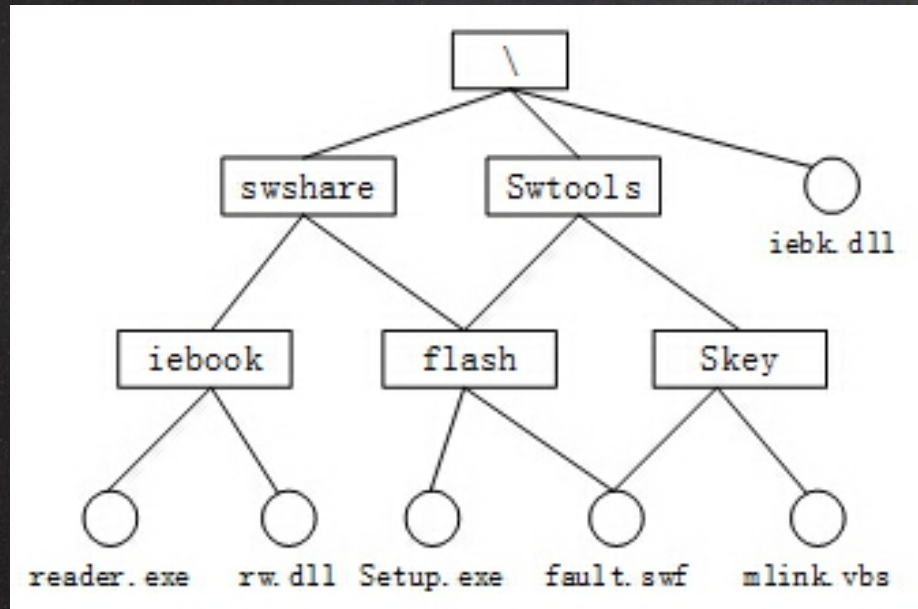 \
swshare Swtools
iebk.dll
iebook flash Skey
reader.exe rw.dll Setup.exe fault.swf mlink.vbs